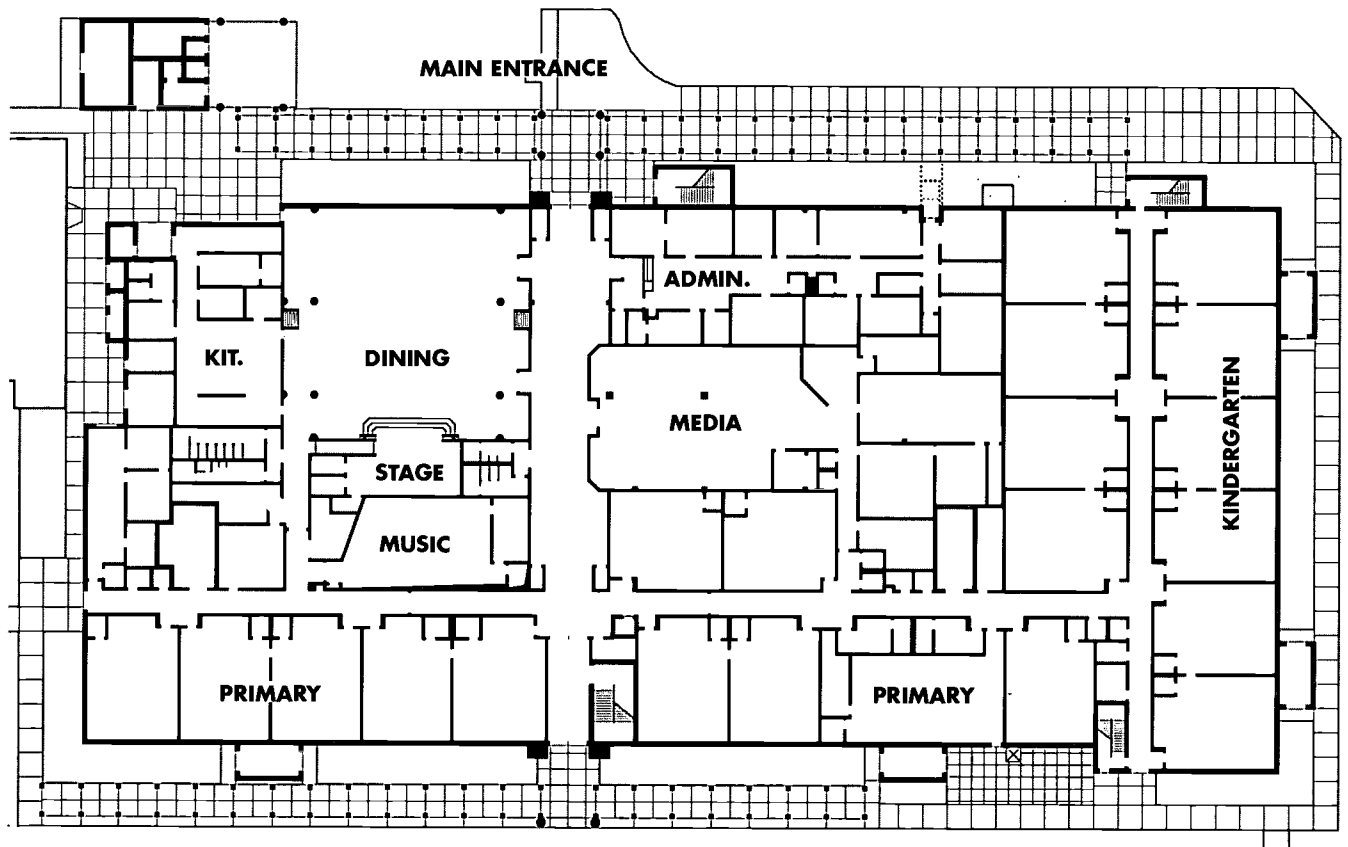 MAIN ENTRANCE
ADMIN.
KIT.
DINING
MEDIA
KINDERGARTEN
STAGE
MUSIC
PRIMARY
PRIMARY